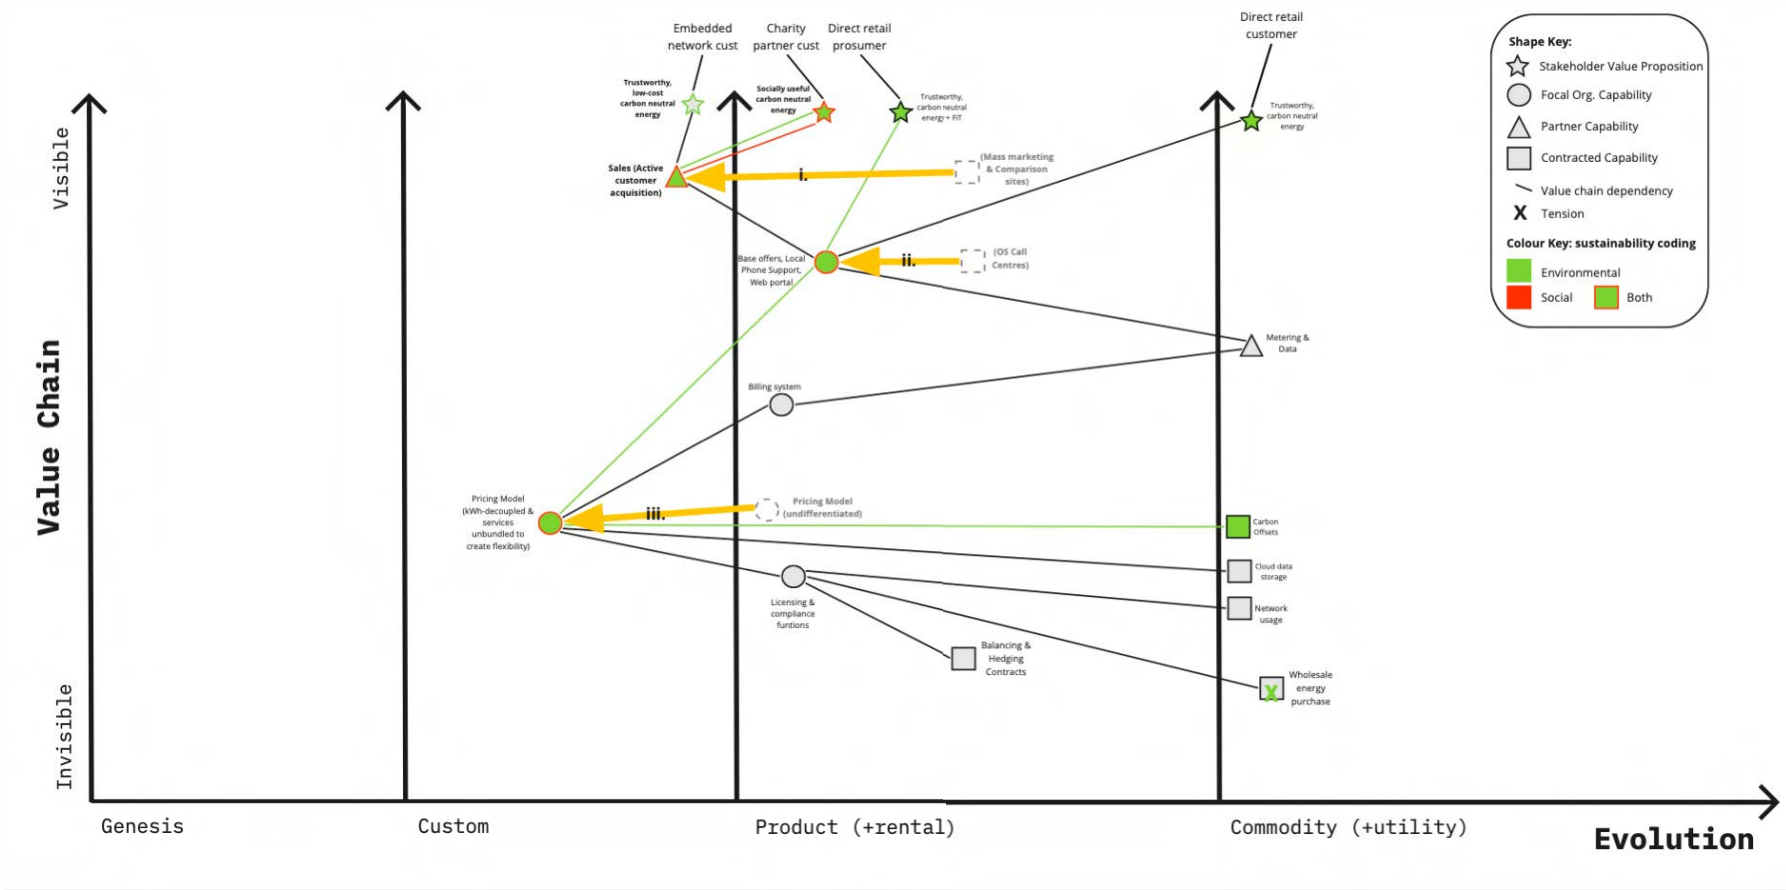 Embedded
network cust
Charity
partner cust
Direct retail
prosumer
Direct retail
customer
Trustworthy,
low-cost
carbon neutral
energy
Socially useful
carbon neutral
energy
Trustworthy,
carbon neutral
energy + FiT
Trustworthy,
carbon neutral
energy
Shape Key:
Stakeholder Value Proposition
Focal Org. Capability
Partner Capability
Contracted Capability
Value chain dependency
X Tension
Colour Key: sustainability coding
Environmental
Social
Both
Visible
Value Chain
Invisible
Sales (Active
customer
acquisition)
i.
(Mass marketing
& Comparison
sites)
Base offers, Local
Phone Support,
Web portal
ii.
(OS Call
Centres)
Metering &
Data
Billing system
Pricing Model
(kWh-decoupled &
services
unbundled to
create flexibility)
iii.
Pricing Model
(undifferentiated)
Carbon
Offsets
Cloud data
storage
Network
usage
Licensing &
compliance
funtions
Balancing &
Hedging
Contracts
X
Wholesale
energy
purchase
Genesis
Custom
Product (+rental)
Commodity (+utility)
Evolution